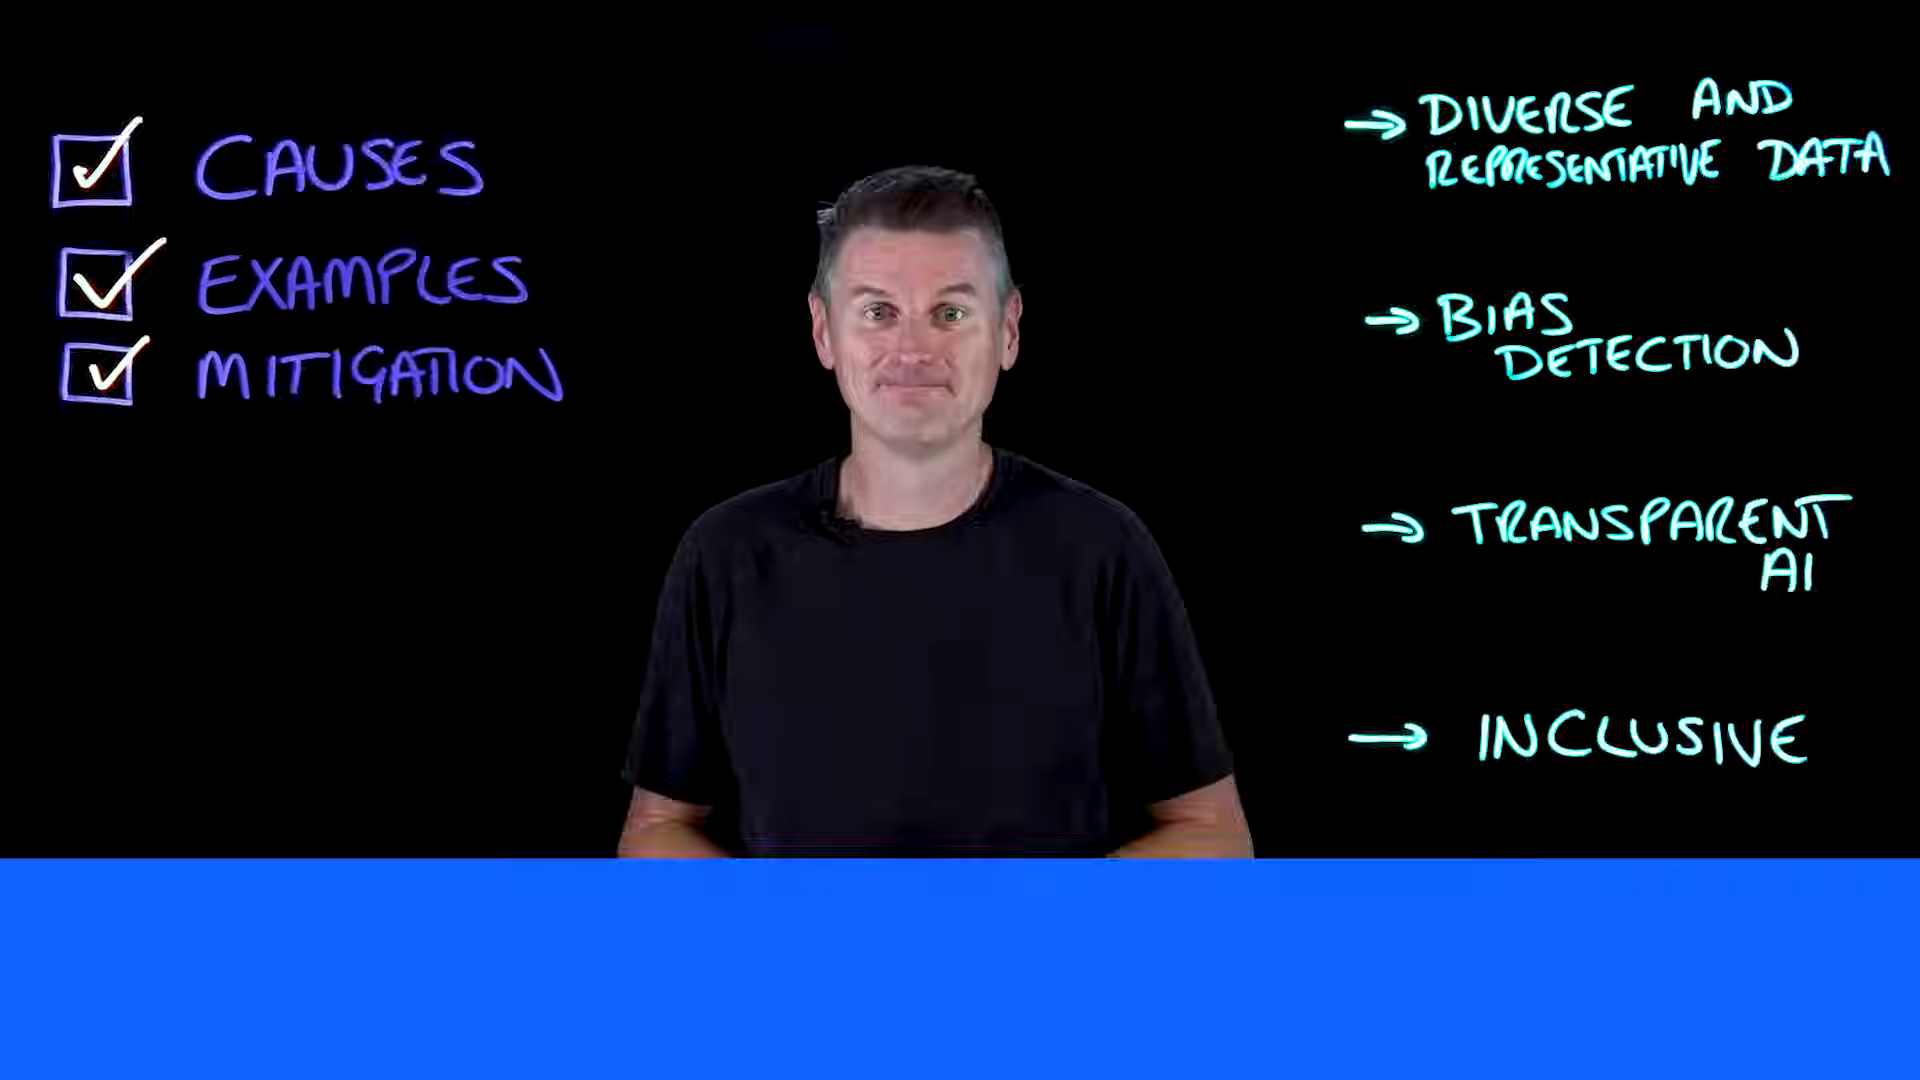 CAUSES
EXAMPLES
MITIGATION
DIVERSE AND
REPRESENTATIVE DATA
BIAS
DETECTION
TRANSPARENT
AI
INCLUSIVE